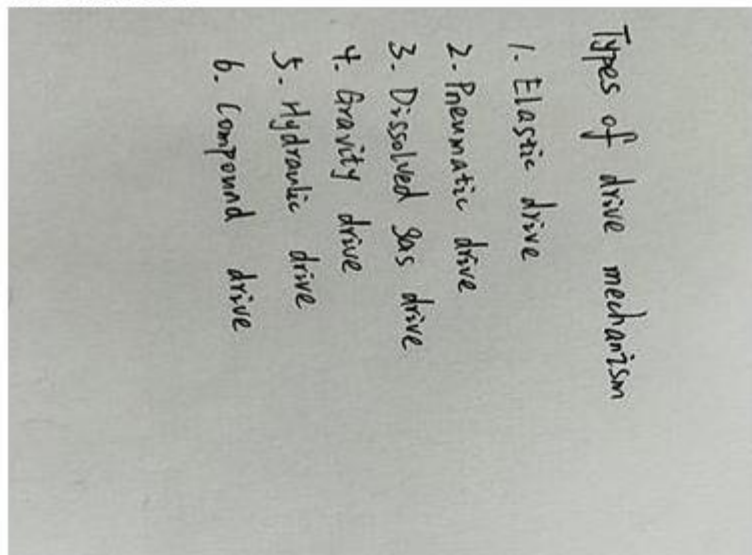 Types of drive mechanism
1. Elastic drive
2. Pneumatic drive
3. Dissolved gas drive
4. Gravity drive
5. Hydraulic drive
6. Compound drive